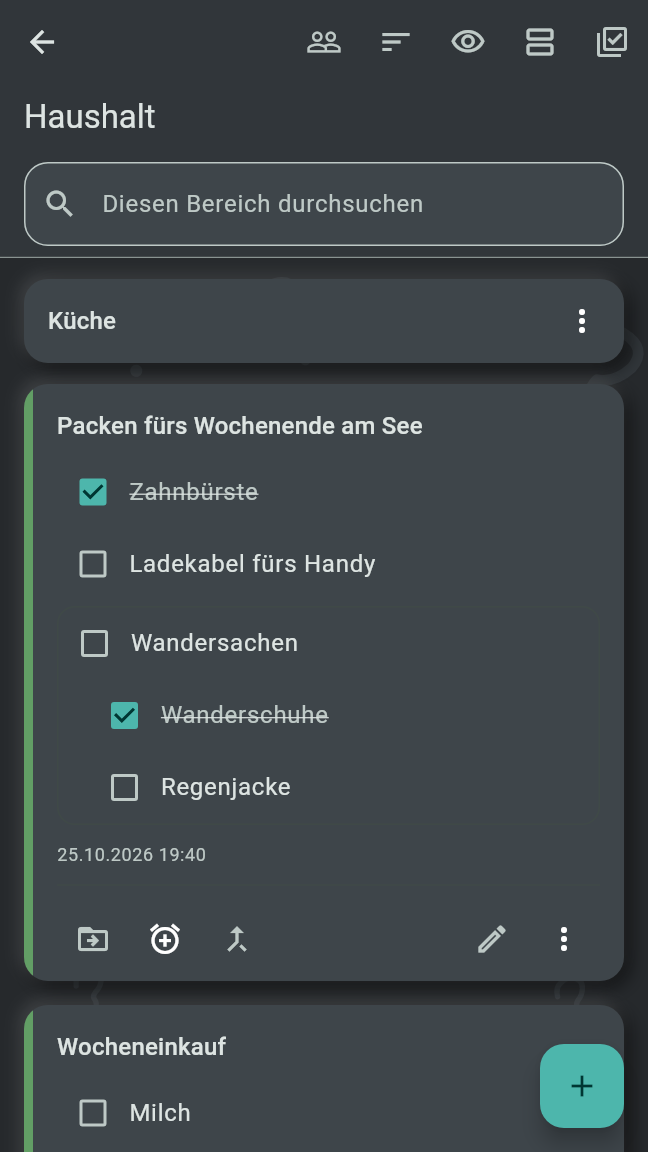 Haushalt
Diesen Bereich durchsuchen
Küche
Packen fürs Wochenende am See
Zahnbürste
Ladekabel fürs Handy
Wandersachen
Wanderschuhe
Regenjacke
25.10.2026 19:40
Wocheneinkauf
Milch